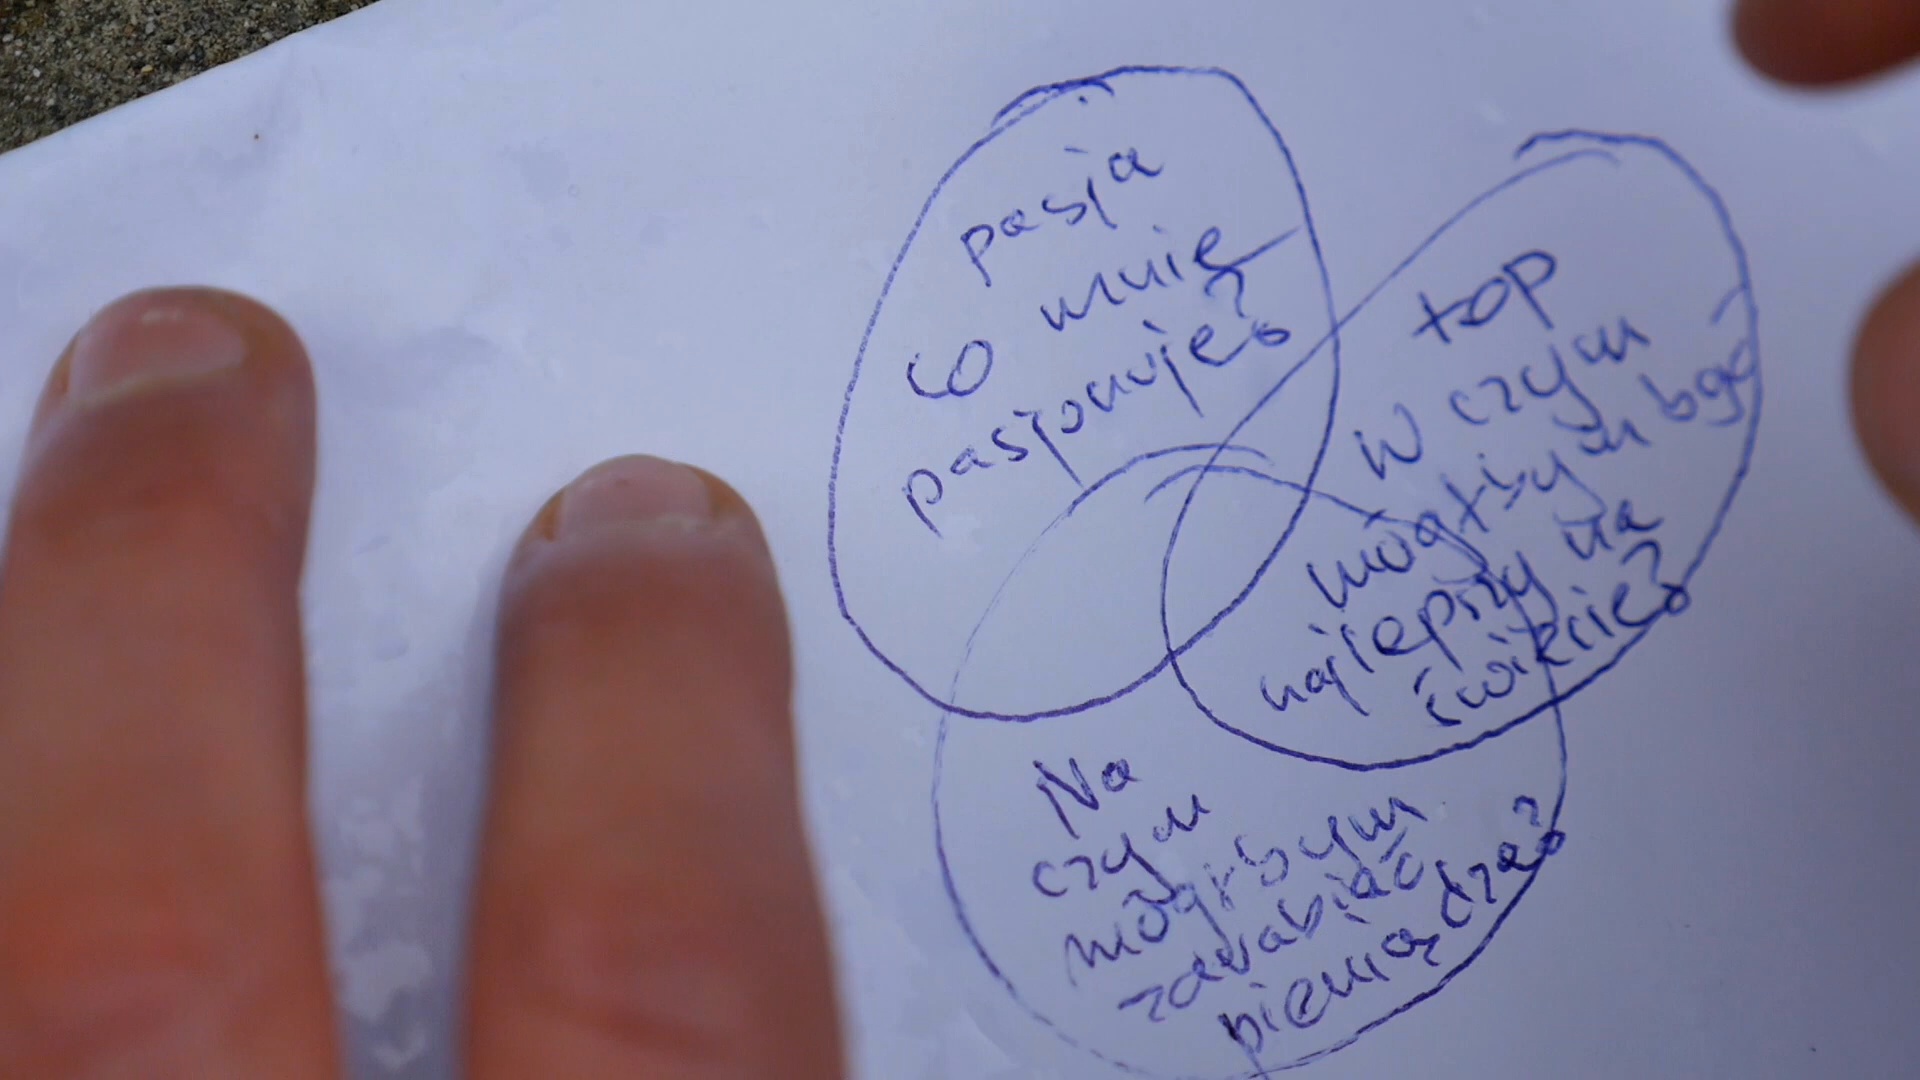 pasja
co mnie
pasjonuje?
top
W czym
mógłbym być
najlepszy na
świecie?
Na
czym
mógłbym
zarabiać
pieniądze?